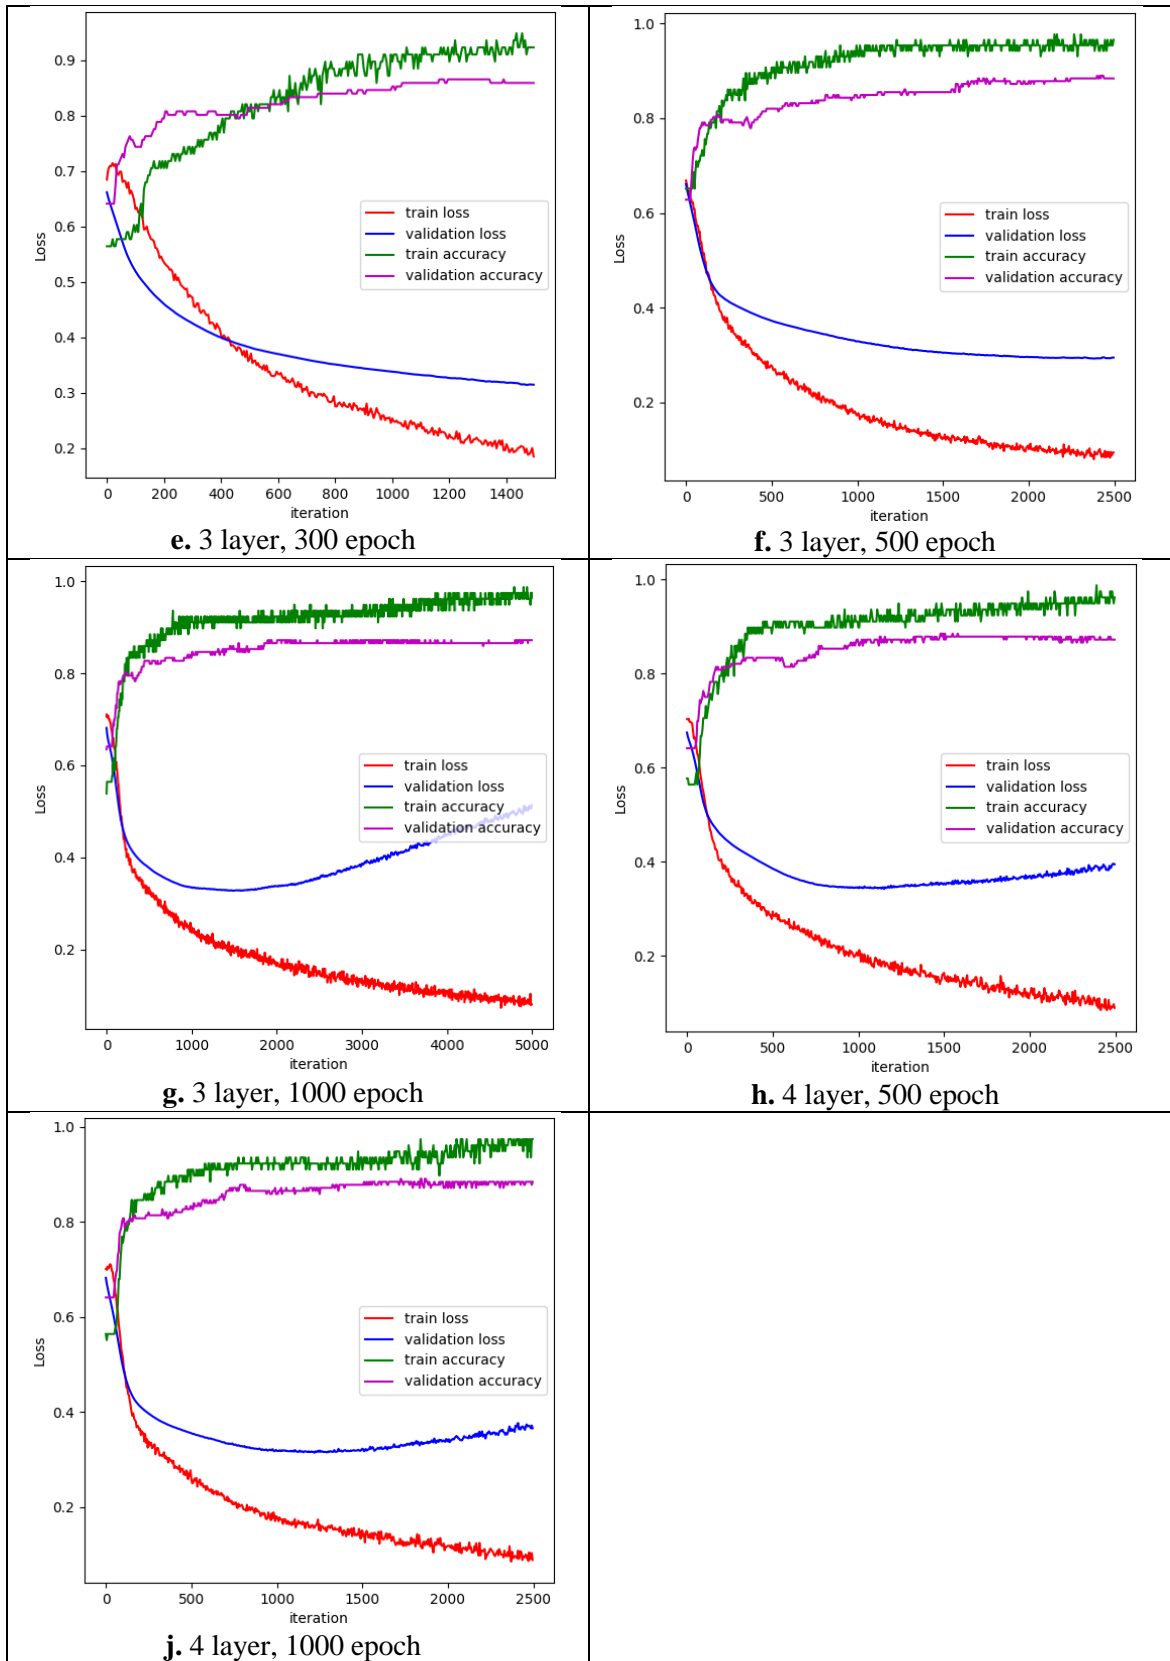 0.9
0.8
0.7
0.6
0.5
0.4
0.3
0.2
Loss
train loss
validation loss
train accuracy
validation accuracy
0 200 400 600 800 1000 1200 1400
iteration
e. 3 layer, 300 epoch
1.0
0.8
0.6
0.4
0.2
Loss
train loss
validation loss
train accuracy
validation accuracy
0 500 1000 1500 2000 2500
iteration
f. 3 layer, 500 epoch
1.0
0.8
0.6
0.4
0.2
Loss
train loss
validation loss
train accuracy
validation accuracy
0 1000 2000 3000 4000 5000
iteration
g. 3 layer, 1000 epoch
1.0
0.8
0.6
0.4
0.2
Loss
train loss
validation loss
train accuracy
validation accuracy
0 500 1000 1500 2000 2500
iteration
h. 4 layer, 500 epoch
1.0
0.8
0.6
0.4
0.2
Loss
train loss
validation loss
train accuracy
validation accuracy
0 500 1000 1500 2000 2500
iteration
j. 4 layer, 1000 epoch